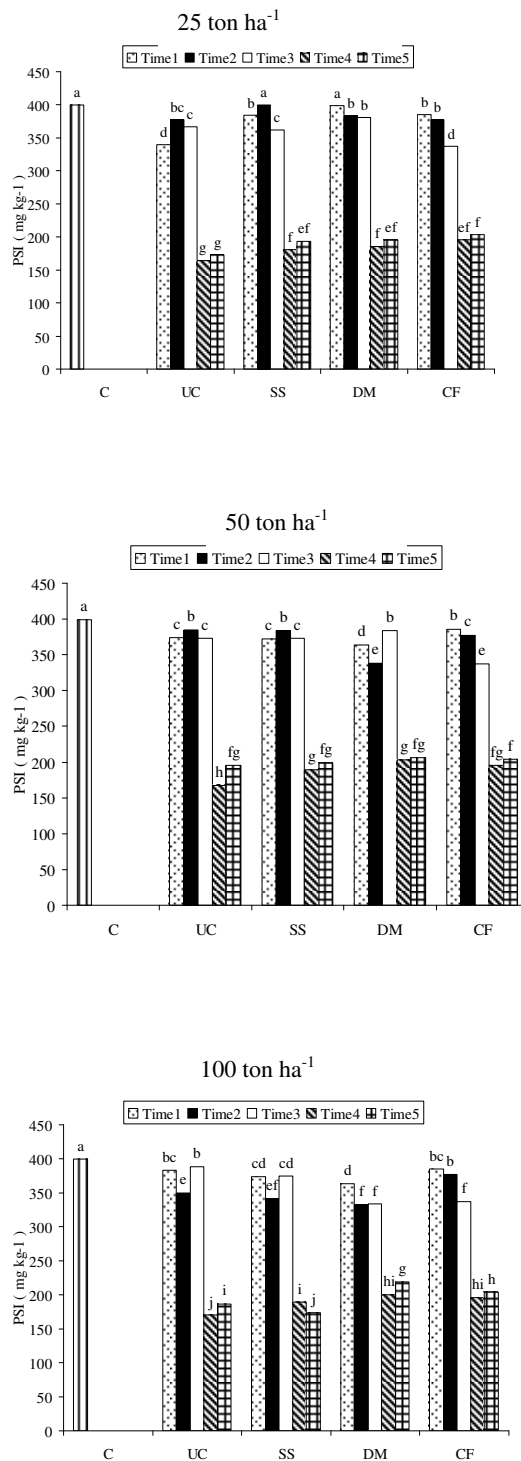 25 ton ha⁻¹
Time1 Time2 Time3 Time4 Time5
450
400
350
300
250
200
150
100
50
0
PSI ( mg kg-1 )
a
d bc c g g
b a c f ef
a b b f ef
b b d ef f
C UC SS DM CF
50 ton ha⁻¹
Time1 Time2 Time3 Time4 Time5
450
400
350
300
250
200
150
100
50
0
PSI ( mg kg-1 )
a
c b c h fg
c b c g fg
d e b g fg
b c e fg f
C UC SS DM CF
100 ton ha⁻¹
Time1 Time2 Time3 Time4 Time5
450
400
350
300
250
200
150
100
50
0
PSI ( mg kg-1 )
a
bc e b j i
cd ef cd i j
d f f hi g
bc b f hi h
C UC SS DM CF